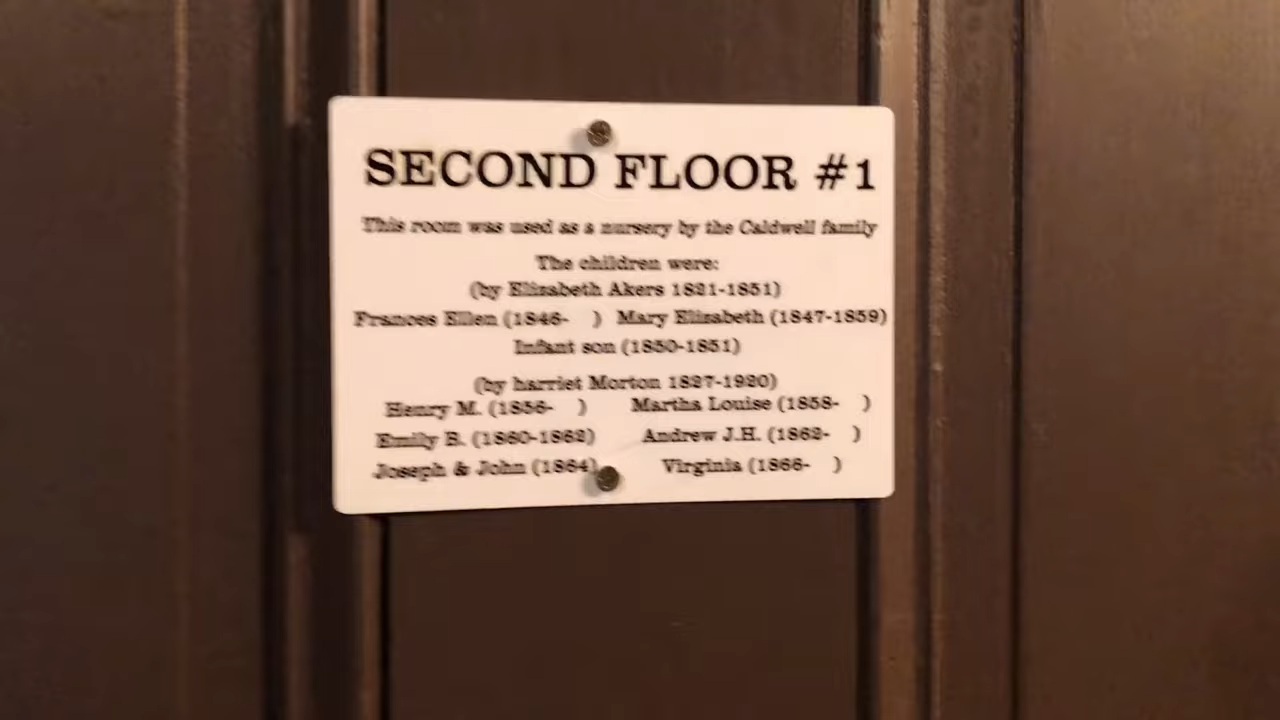 SECOND FLOOR #1
This room was used as a nursery by the Caldwell family
The children were:
(by Elizabeth Akers 1821-1851)
Frances Ellen (1846-    ) Mary Elizabeth (1847-1859)
Infant son (1850-1851)
(by harriet Morton 1827-1920)
Henry M. (1856-    ) Martha Louise (1858-    )
Emily B. (1860-1862) Andrew J.H. (1862-    )
Joseph & John (1864) Virginia (1866-    )